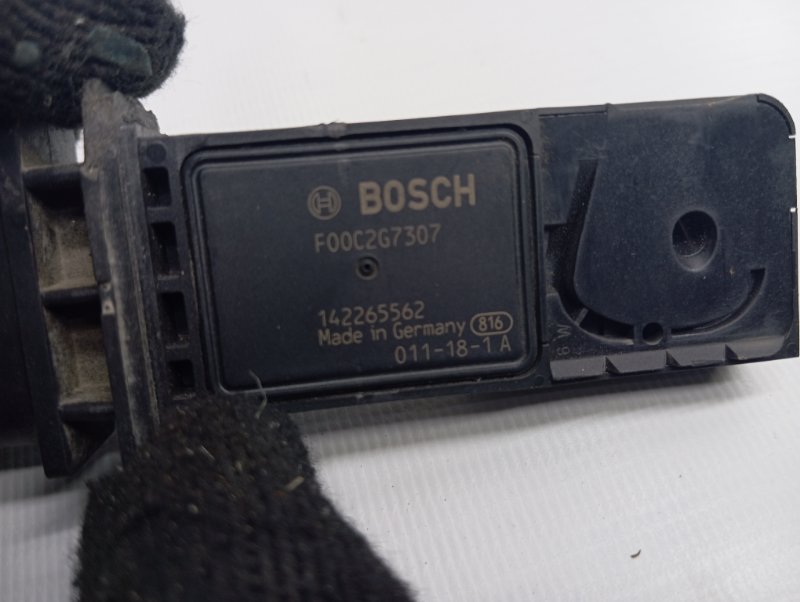 BOSCH
F00C2G7307
142265562
Made in Germany 816
011-18-1 A